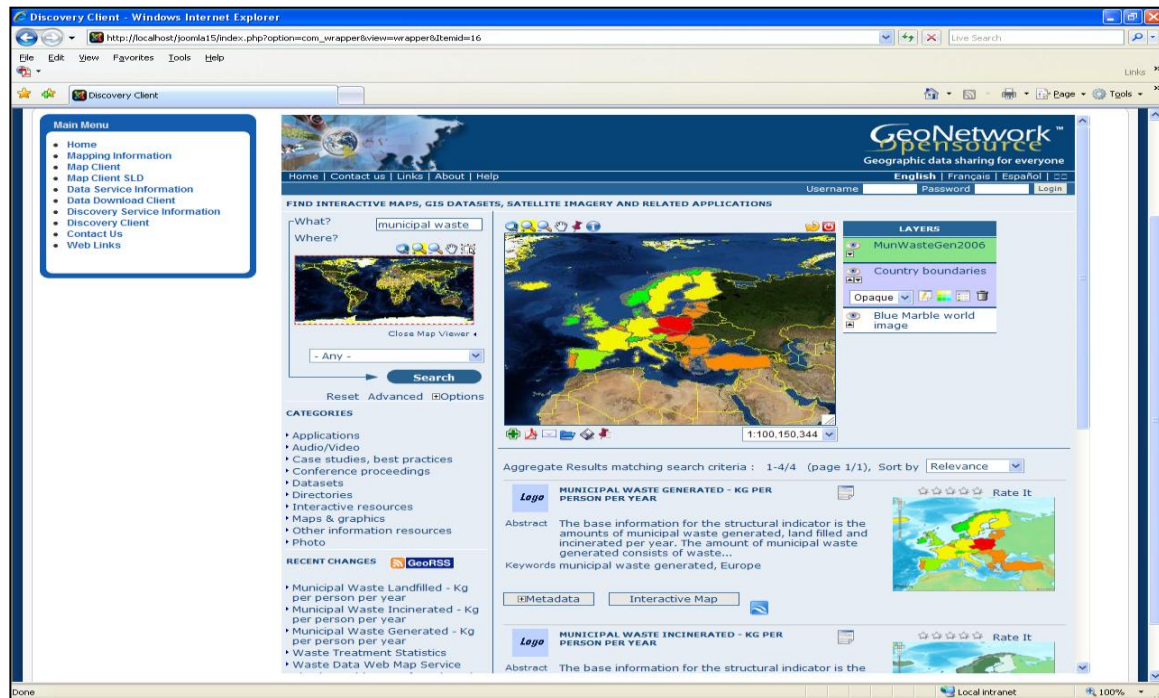 Discovery Client - Windows Internet Explorer
http://localhost/joomla15/index.php?option=com_wrapper&view=wrapper&Itemid=16
Live Search
File Edit View Favorites Tools Help
Links
Discovery Client
Page Tools
Main Menu
Home
Mapping Information
Map Client
Map Client SLD
Data Service Information
Data Download Client
Discovery Service Information
Discovery Client
Contact Us
Web Links
GeoNetwork™
Opensource
Geographic data sharing for everyone
Home | Contact us | Links | About | Help
English | Français | Español |
Username Password Login
FIND INTERACTIVE MAPS, GIS DATASETS, SATELLITE IMAGERY AND RELATED APPLICATIONS
What? municipal waste
Where?
Close Map Viewer
- Any -
Search
Reset Advanced Options
CATEGORIES
Applications
Audio/Video
Case studies, best practices
Conference proceedings
Datasets
Directories
Interactive resources
Maps & graphics
Other information resources
Photo
RECENT CHANGES GeoRSS
Municipal Waste Landfilled - Kg
per person per year
Municipal Waste Incinerated - Kg
per person per year
Municipal Waste Generated - Kg
per person per year
Waste Treatment Statistics
Waste Data Web Map Service
1:100,150,344
LAYERS
MunWasteGen2006
Country boundaries
Opaque
Blue Marble world
image
Aggregate Results matching search criteria : 1-4/4 (page 1/1), Sort by Relevance
Logo
MUNICIPAL WASTE GENERATED - KG PER
PERSON PER YEAR
Rate It
Abstract The base information for the structural indicator is the
amounts of municipal waste generated, land filled and
incinerated per year. The amount of municipal waste
generated consists of waste...
Keywords municipal waste generated, Europe
Metadata Interactive Map
Logo
MUNICIPAL WASTE INCINERATED - KG PER
PERSON PER YEAR
Rate It
Abstract The base information for the structural indicator is the
Done
Local intranet
100%